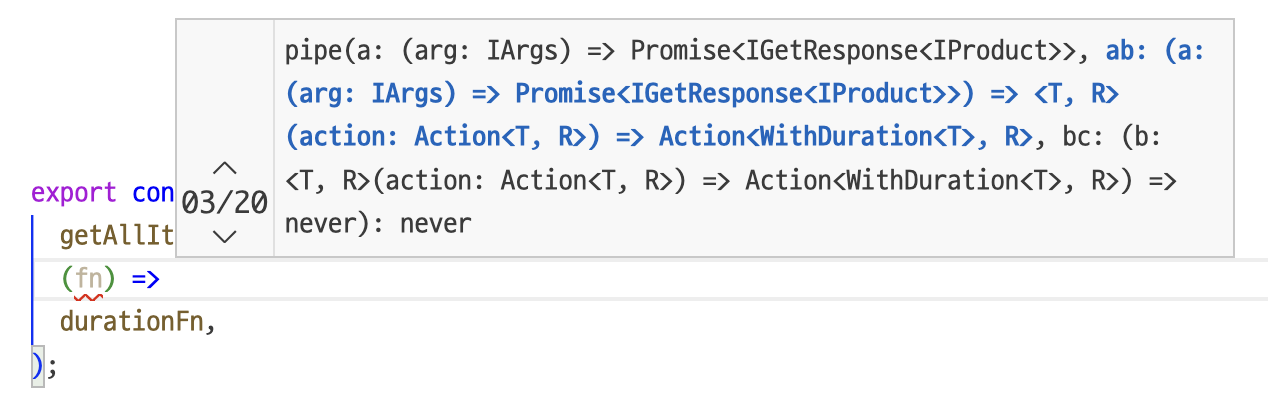 pipe(a: (arg: IArgs) => Promise<IGetResponse<IProduct>>, ab: (a:
(arg: IArgs) => Promise<IGetResponse<IProduct>>) => <T, R>
(action: Action<T, R>) => Action<WithDuration<T>, R>, bc: (b:
<T, R>(action: Action<T, R>) => Action<WithDuration<T>, R>) =>
never): never
03/20
export con
getAllIt
(fn) =>
durationFn,
);